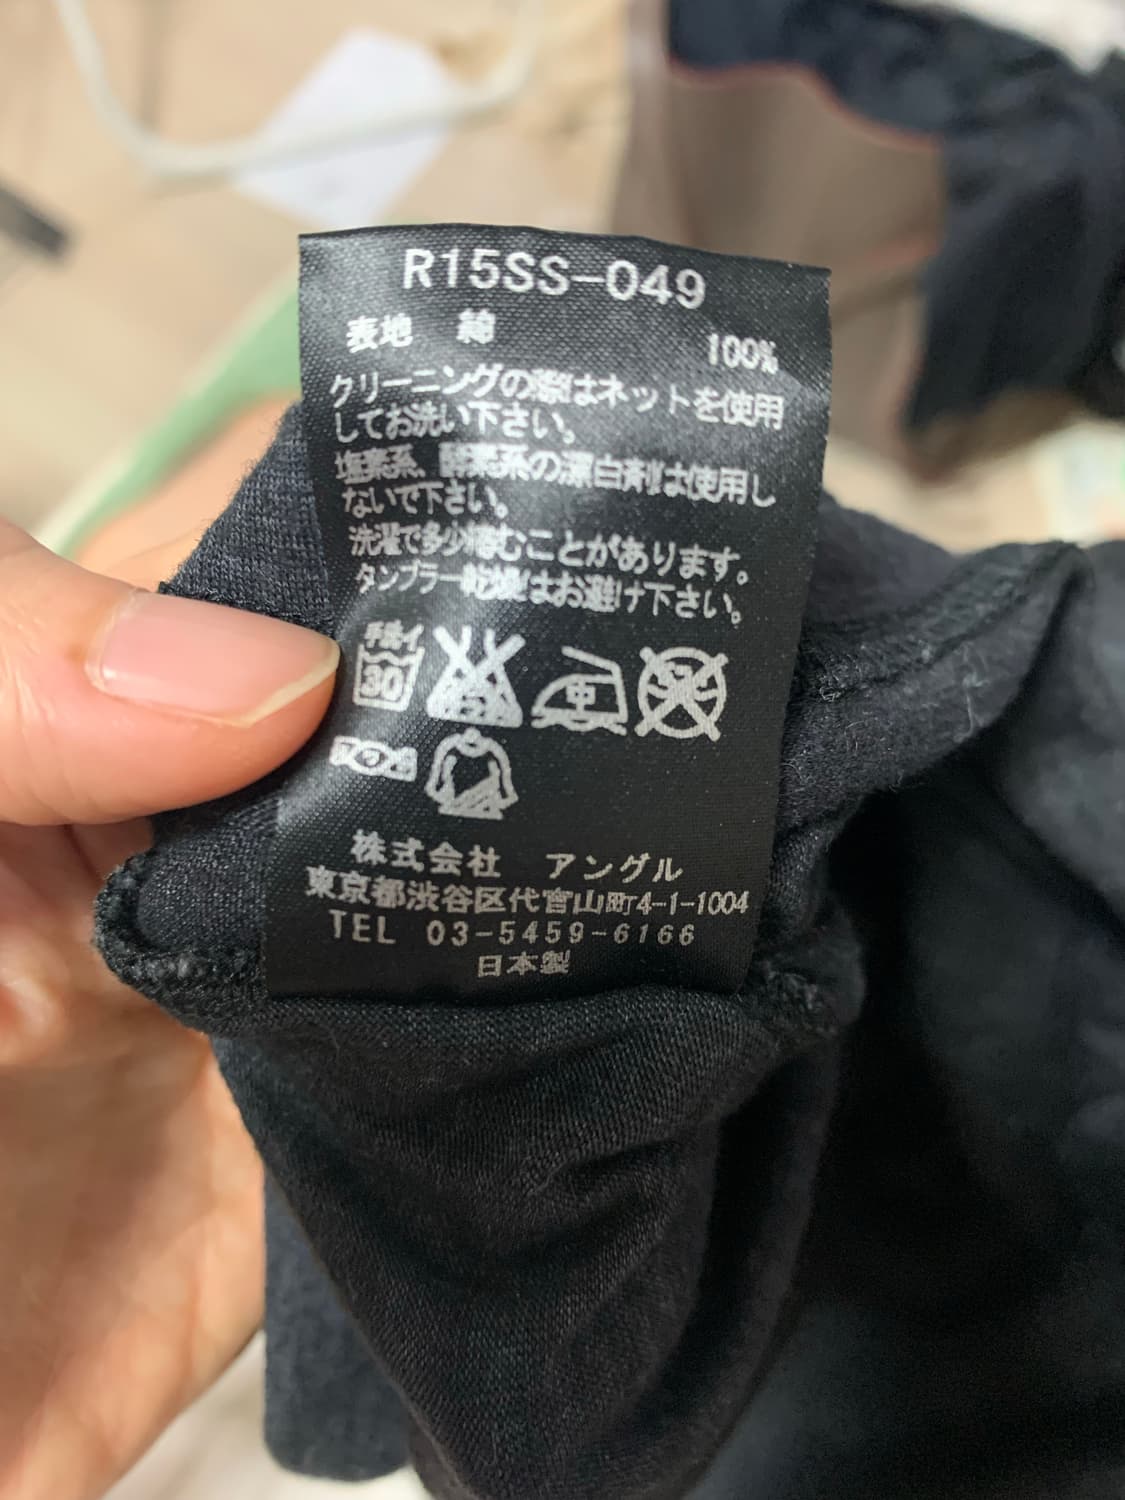 R15SS-049
表地 綿 100%
クリーニングの際はネットを使用
してお洗い下さい。
塩素系、酵素系の漂白剤は使用し
ないで下さい。
洗濯で多少縮むことがあります。
タンブラー乾燥はお避け下さい。
手洗イ
30
中
株式会社 アングル
東京都渋谷区代官山町4-1-1004
TEL 03-5459-6166
日本製